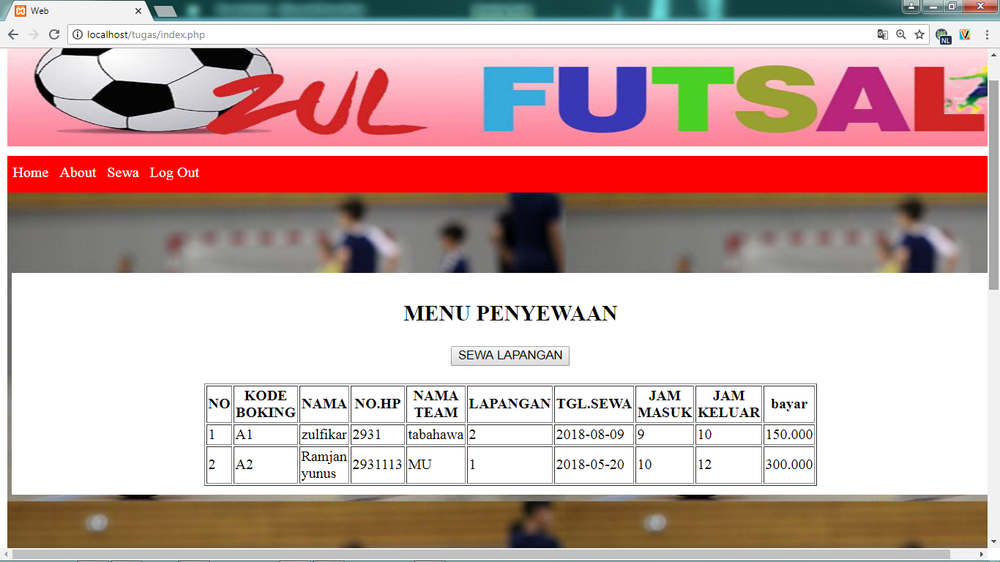 Web
localhost/tugas/index.php
NL
ZUL FUTSAL
Home About Sewa Log Out
MENU PENYEWAAN
SEWA LAPANGAN
NO KODE BOKING NAMA NO.HP NAMA TEAM LAPANGAN TGL.SEWA JAM MASUK JAM KELUAR bayar
1 A1 zulfikar 2931 tabahawa 2 2018-08-09 9 10 150.000
2 A2 Ramjan yunus 2931113 MU 1 2018-05-20 10 12 300.000